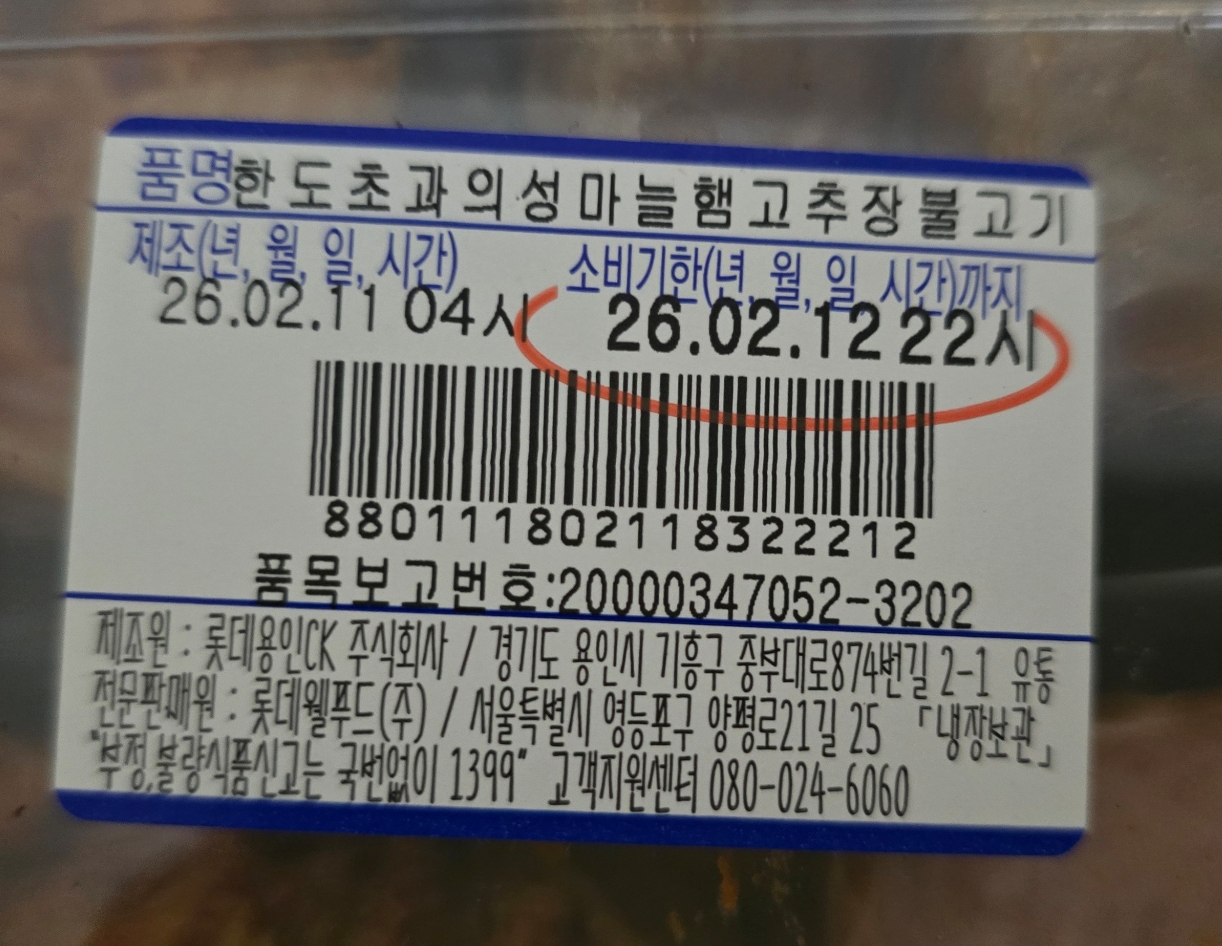 품명한도초과의성마늘햄고추장불고기
제조(년, 월, 일, 시간) 소비기한(년, 월, 일, 시간)까지
26.02.11 04시 26.02.12 22시
880111802118322212
품목보고번호:20000347052-3202
제조원 : 롯데용인CK 주식회사 / 경기도 용인시 기흥구 중부대로874번길 2-1 유통
전문판매원 : 롯데웰푸드(주) / 서울특별시 영등포구 양평로21길 25 「냉장보관」
"부정,불량식품신고는 국번없이 1399" 고객지원센터 080-024-6060